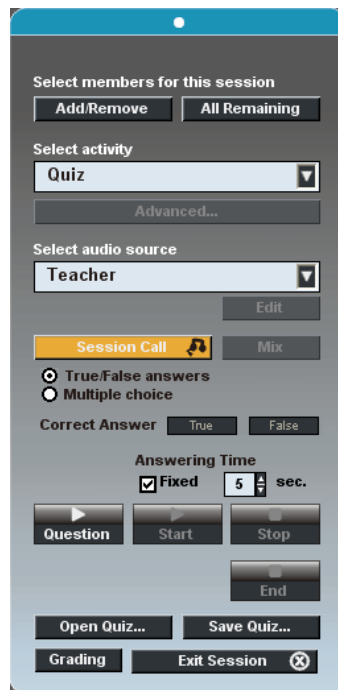 Select members for this session
Add/Remove All Remaining
Select activity
Quiz
Advanced...
Select audio source
Teacher
Edit
Session Call Mix
True/False answers
Multiple choice
Correct Answer True False
Answering Time
Fixed 5 sec.
Question Start Stop
End
Open Quiz... Save Quiz...
Grading Exit Session